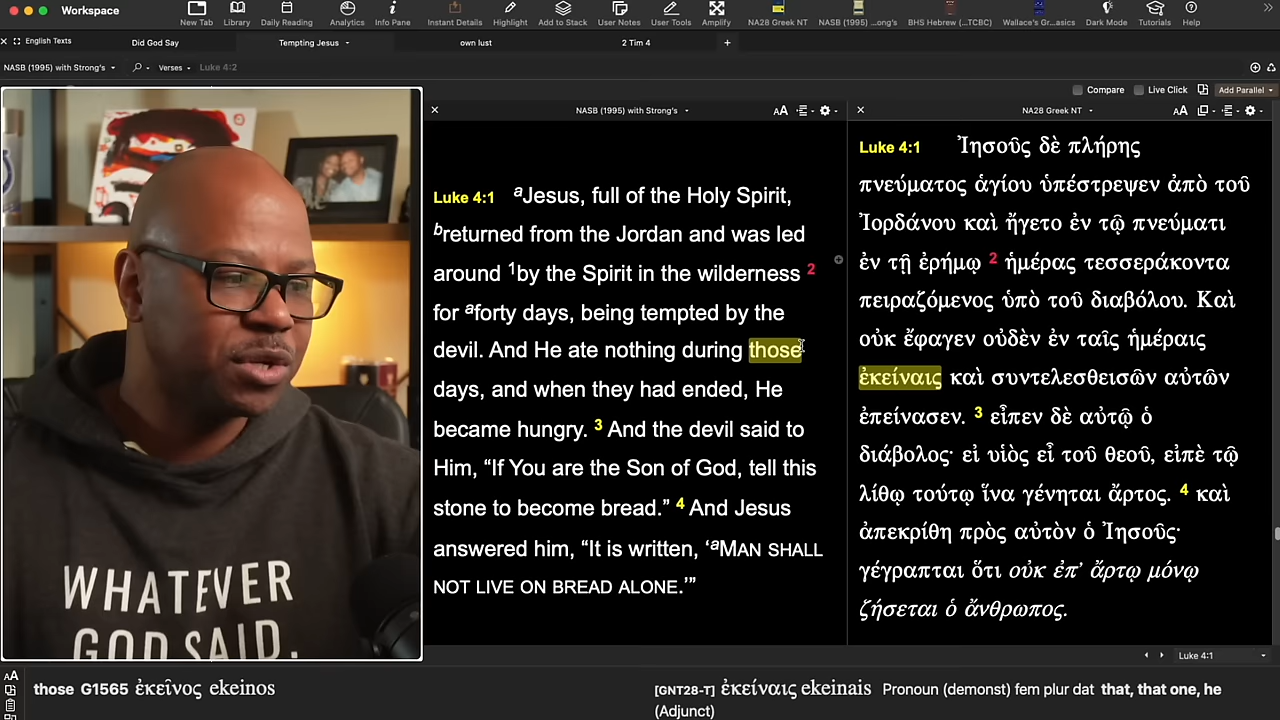 Workspace
New Tab Library Daily Reading Analytics Info Pane Instant Details Highlight Add to Stack User Notes User Tools Amplify NA28 Greek NT NASB (1995) ...ong's BHS Hebrew (...TCBC) Wallace's Gr...asics Dark Mode Tutorials Help
English Texts Did God Say Tempting Jesus own lust 2 Tim 4
NASB (1995) with Strong's Verses Luke 4:2
Compare Live Click Add Parallel
NASB (1995) with Strong's
Luke 4:1 aJesus, full of the Holy Spirit,
breturned from the Jordan and was led
around 1by the Spirit in the wilderness 2
for aforty days, being tempted by the
devil. And He ate nothing during those
days, and when they had ended, He
became hungry. 3 And the devil said to
Him, “If You are the Son of God, tell this
stone to become bread.” 4 And Jesus
answered him, “It is written, ‘aMAN SHALL
NOT LIVE ON BREAD ALONE.’”
NA28 Greek NT
Luke 4:1 Ἰησοῦς δὲ πλήρης
πνεύματος ἁγίου ὑπέστρεψεν ἀπὸ τοῦ
Ἰορδάνου καὶ ἤγετο ἐν τῷ πνεύματι
ἐν τῇ ἐρήμῳ 2 ἡμέρας τεσσεράκοντα
πειραζόμενος ὑπὸ τοῦ διαβόλου. Καὶ
οὐκ ἔφαγεν οὐδὲν ἐν ταῖς ἡμέραις
ἐκείναις καὶ συντελεσθεισῶν αὐτῶν
ἐπείνασεν. 3 εἶπεν δὲ αὐτῷ ὁ
διάβολος· εἰ υἱὸς εἶ τοῦ θεοῦ, εἰπὲ τῷ
λίθῳ τούτῳ ἵνα γένηται ἄρτος. 4 καὶ
ἀπεκρίθη πρὸς αὐτὸν ὁ Ἰησοῦς·
γέγραπται ὅτι οὐκ ἐπ’ ἄρτῳ μόνῳ
ζήσεται ὁ ἄνθρωπος.
Luke 4:1
WHATEVER
GOD SAID.
those G1565 ἐκεῖνος ekeinos
[GNT28-T] ἐκείναις ekeinais Pronoun (demonst) fem plur dat that, that one, he
(Adjunct)